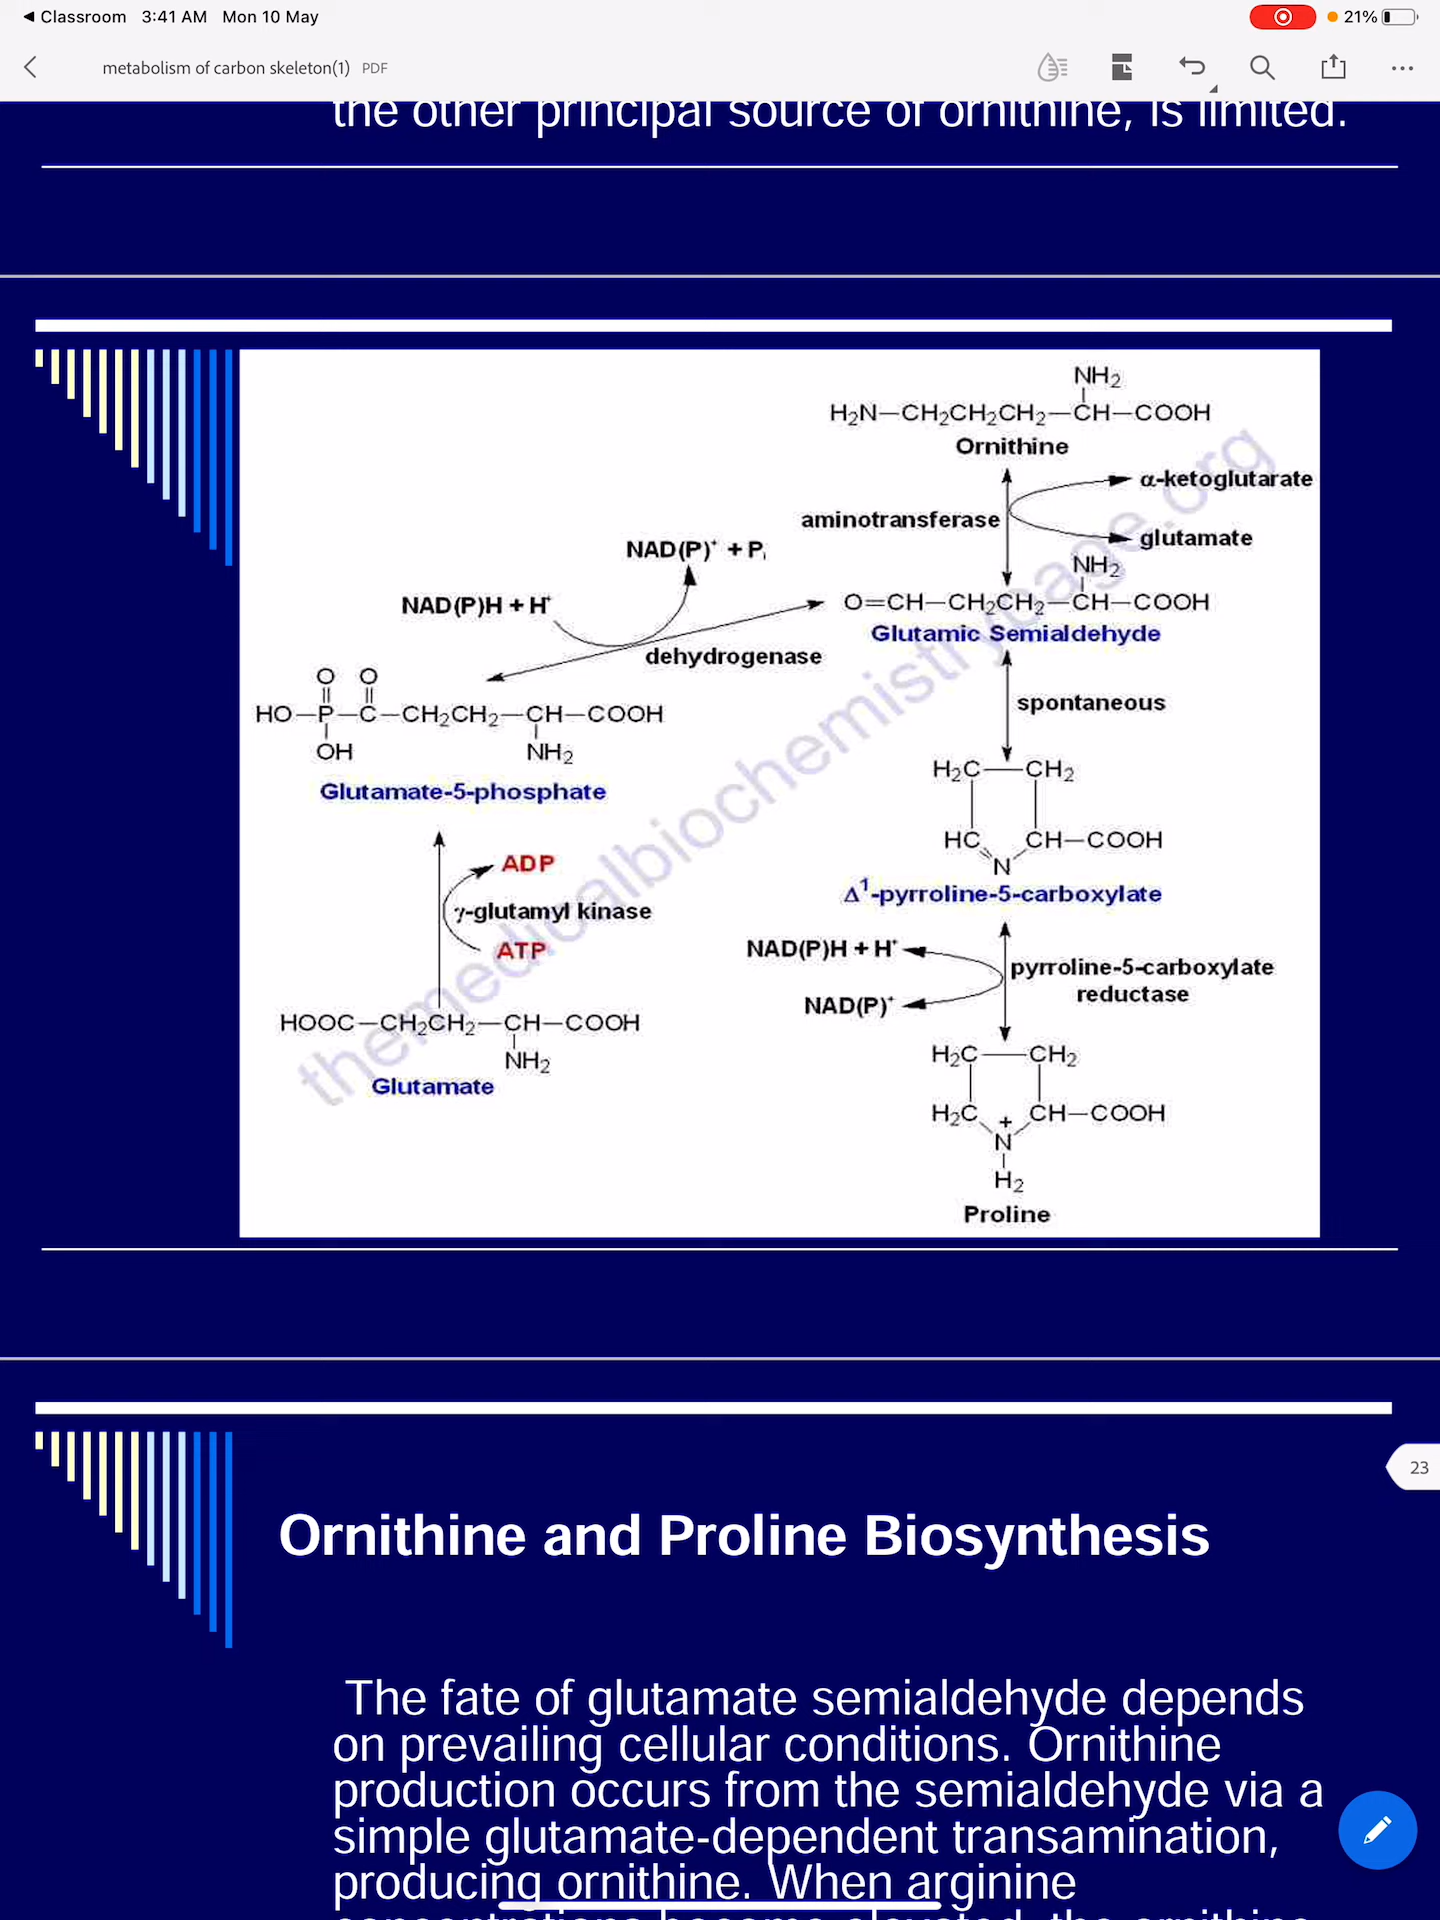 ◀ Classroom 3:41 AM Mon 10 May 21%
metabolism of carbon skeleton(1) PDF
the other principal source of ornithine, is limited.
NH₂
H₂N—CH₂CH₂CH₂—CH—COOH
Ornithine
α-ketoglutarate
aminotransferase
glutamate
NAD(P)⁺ + Pᵢ
NH₂
NAD(P)H + H⁺
O=CH—CH₂CH₂—CH—COOH
Glutamic Semialdehyde
dehydrogenase
O O
HO—P—C—CH₂CH₂—CH—COOH
OH NH₂
Glutamate-5-phosphate
spontaneous
H₂C—CH₂
HC CH—COOH
N
Δ¹-pyrroline-5-carboxylate
ADP
γ-glutamyl kinase
ATP
NAD(P)H + H⁺
pyrroline-5-carboxylate
reductase
NAD(P)⁺
HOOC—CH₂CH₂—CH—COOH
NH₂
Glutamate
H₂C—CH₂
H₂C CH—COOH
+
N
H₂
Proline
themedicalbiochemistrypage.org
23
Ornithine and Proline Biosynthesis
The fate of glutamate semialdehyde depends
on prevailing cellular conditions. Ornithine
production occurs from the semialdehyde via a
simple glutamate-dependent transamination,
producing ornithine. When arginine
concentrations become elevated, the ornithine